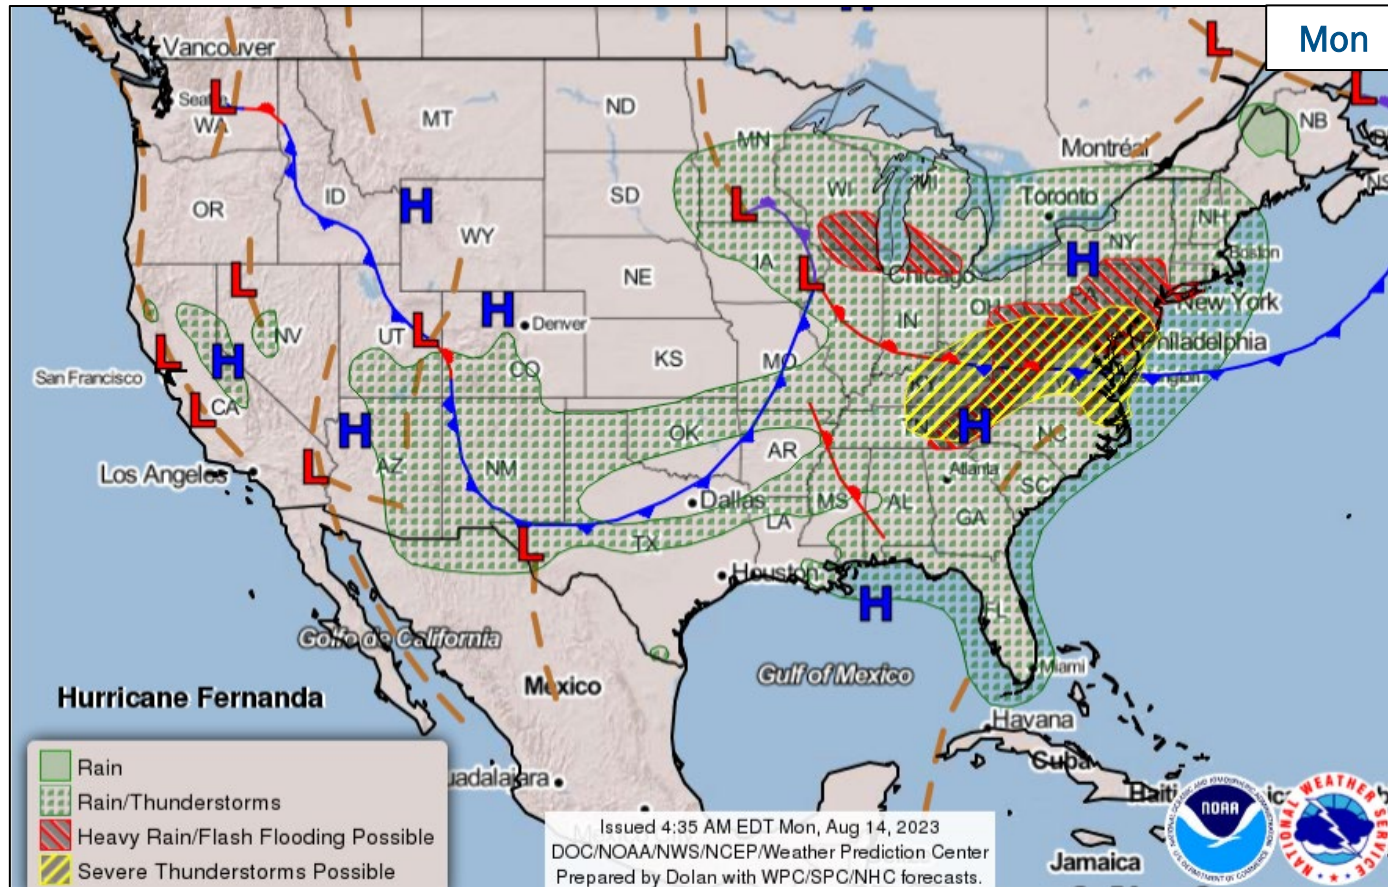 Mon
Vancouver
Seattle
WA
MT
ND
MN
Montréal
NB
OR
ID
SD
WI
MI
Toronto
NH
WY
NY
Boston
IA
NE
Chicago
PA
New York
OH
NV
UT
Denver
IN
Philadelphia
CO
KS
MO
San Francisco
KY
VA
CA
OK
NC
AR
AZ
NM
Atlanta
SC
Los Angeles
Dallas
MS
AL
GA
LA
TX
Houston
FL
Golfo de California
Miami
Gulf of Mexico
Mexico
Hurricane Fernanda
Havana
Cuba
Rain
Rain/Thunderstorms
Heavy Rain/Flash Flooding Possible
Severe Thunderstorms Possible
uadalajara
Issued 4:35 AM EDT Mon, Aug 14, 2023
DOC/NOAA/NWS/NCEP/Weather Prediction Center
Prepared by Dolan with WPC/SPC/NHC forecasts.
Haiti
Jamaica
NOAA
NATIONAL WEATHER SERVICE
L
L
L
L
L
L
L
L
L
L
L
H
H
H
H
H
H
H